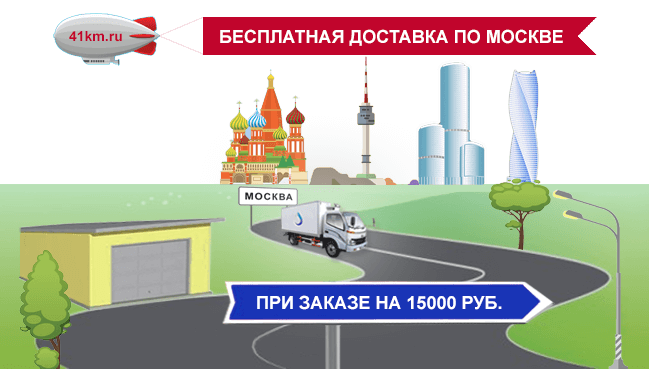 41km.ru
БЕСПЛАТНАЯ ДОСТАВКА ПО МОСКВЕ
МОСКВА
ПРИ ЗАКАЗЕ НА 15000 РУБ.